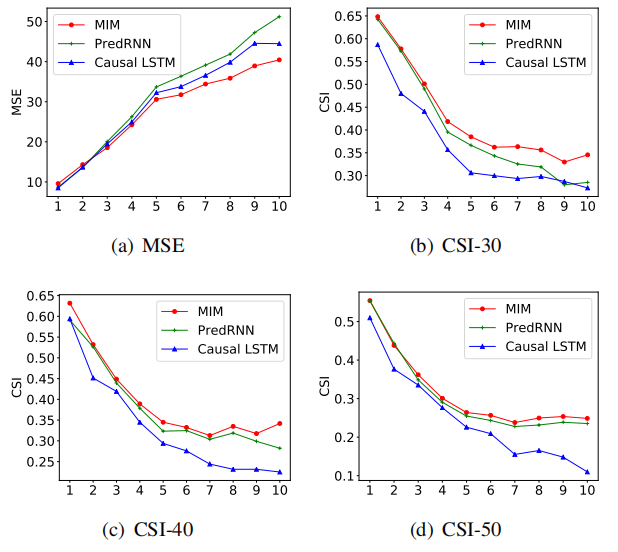 MIM
PredRNN
Causal LSTM
MSE
50
40
30
20
10
1 2 3 4 5 6 7 8 9 10
(a) MSE
MIM
PredRNN
Causal LSTM
CSI
0.65
0.60
0.55
0.50
0.45
0.40
0.35
0.30
1 2 3 4 5 6 7 8 9 10
(b) CSI-30
MIM
PredRNN
Causal LSTM
CSI
0.65
0.60
0.55
0.50
0.45
0.40
0.35
0.30
0.25
1 2 3 4 5 6 7 8 9 10
(c) CSI-40
MIM
PredRNN
Causal LSTM
CSI
0.5
0.4
0.3
0.2
0.1
1 2 3 4 5 6 7 8 9 10
(d) CSI-50